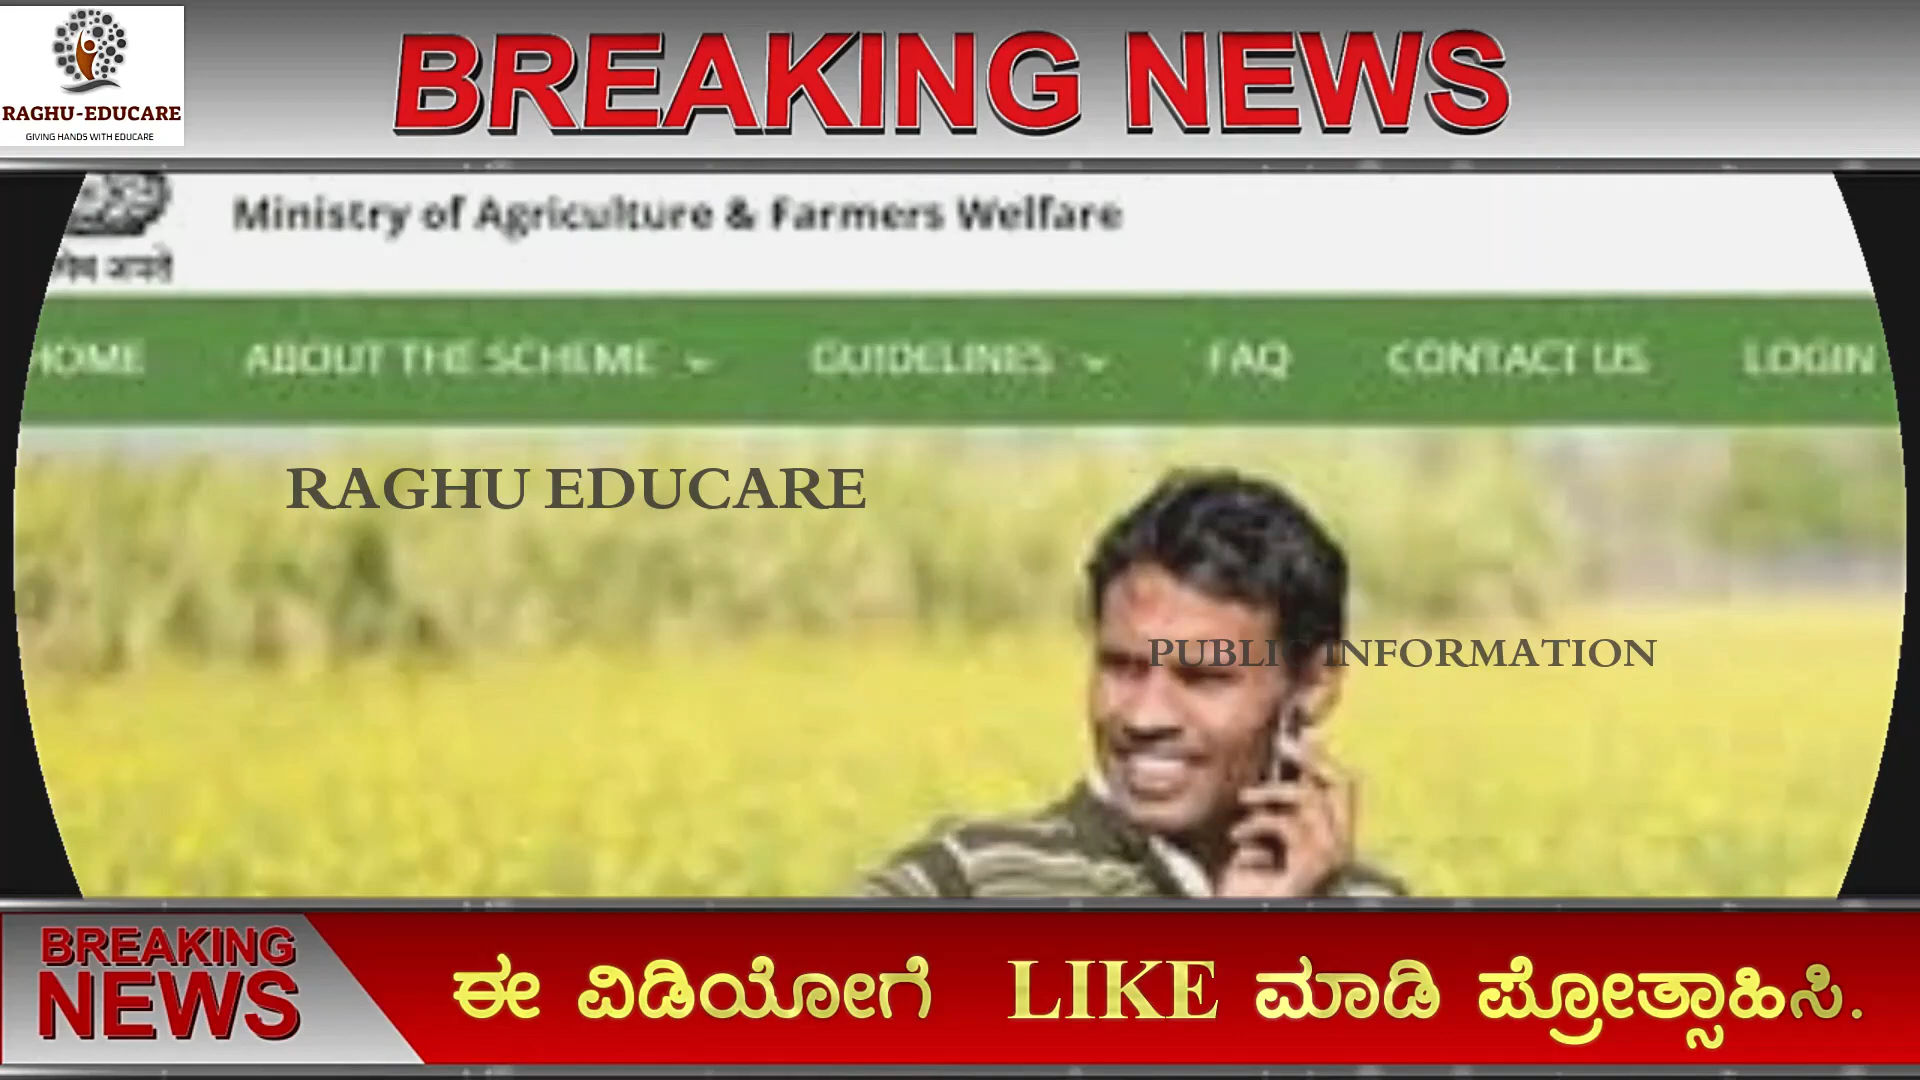 RAGHU-EDUCARE
GIVING HANDS WITH EDUCARE
BREAKING NEWS
Ministry of Agriculture & Farmers Welfare
HOME ABOUT THE SCHEME GUIDELINES FAQ CONTACT US LOGIN
RAGHU EDUCARE
PUBLIC INFORMATION
BREAKING
NEWS
ಈ ವಿಡಿಯೋಗೆ LIKE ಮಾಡಿ ಪ್ರೋತ್ಸಾಹಿಸಿ.